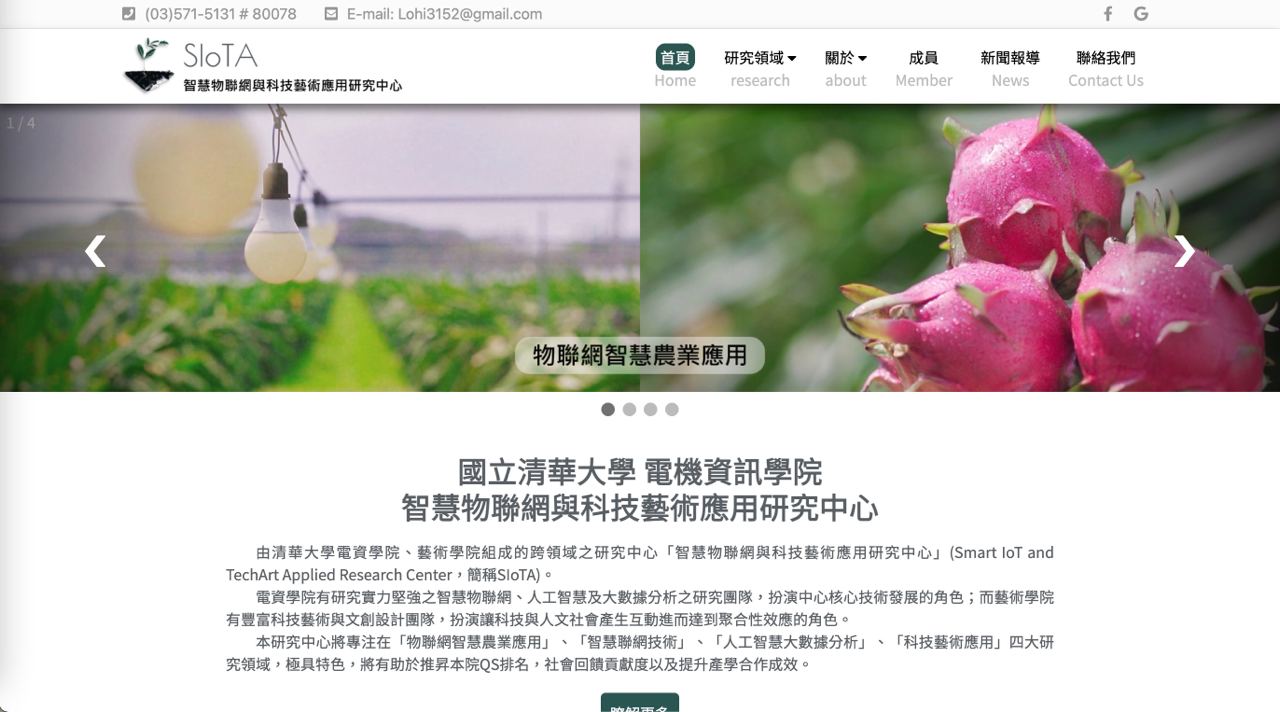 (03)571-5131 # 80078
E-mail: Lohi3152@gmail.com
SIoTA
智慧物聯網與科技藝術應用研究中心
首頁 研究領域 關於 成員 新聞報導 聯絡我們
Home research about Member News Contact Us
1 / 4
物聯網智慧農業應用
國立清華大學 電機資訊學院
智慧物聯網與科技藝術應用研究中心
由清華大學電資學院、藝術學院組成的跨領域之研究中心「智慧物聯網與科技藝術應用研究中心」(Smart IoT and
TechArt Applied Research Center，簡稱SIoTA)。
電資學院有研究實力堅強之智慧物聯網、人工智慧及大數據分析之研究團隊，扮演中心核心技術發展的角色；而藝術學院
有豐富科技藝術與文創設計團隊，扮演讓科技與人文社會產生互動進而達到聚合性效應的角色。
本研究中心將專注在「物聯網智慧農業應用」、「智慧聯網技術」、「人工智慧大數據分析」、「科技藝術應用」四大研
究領域，極具特色，將有助於推昇本院QS排名，社會回饋貢獻度以及提升產學合作成效。
瞭解更多